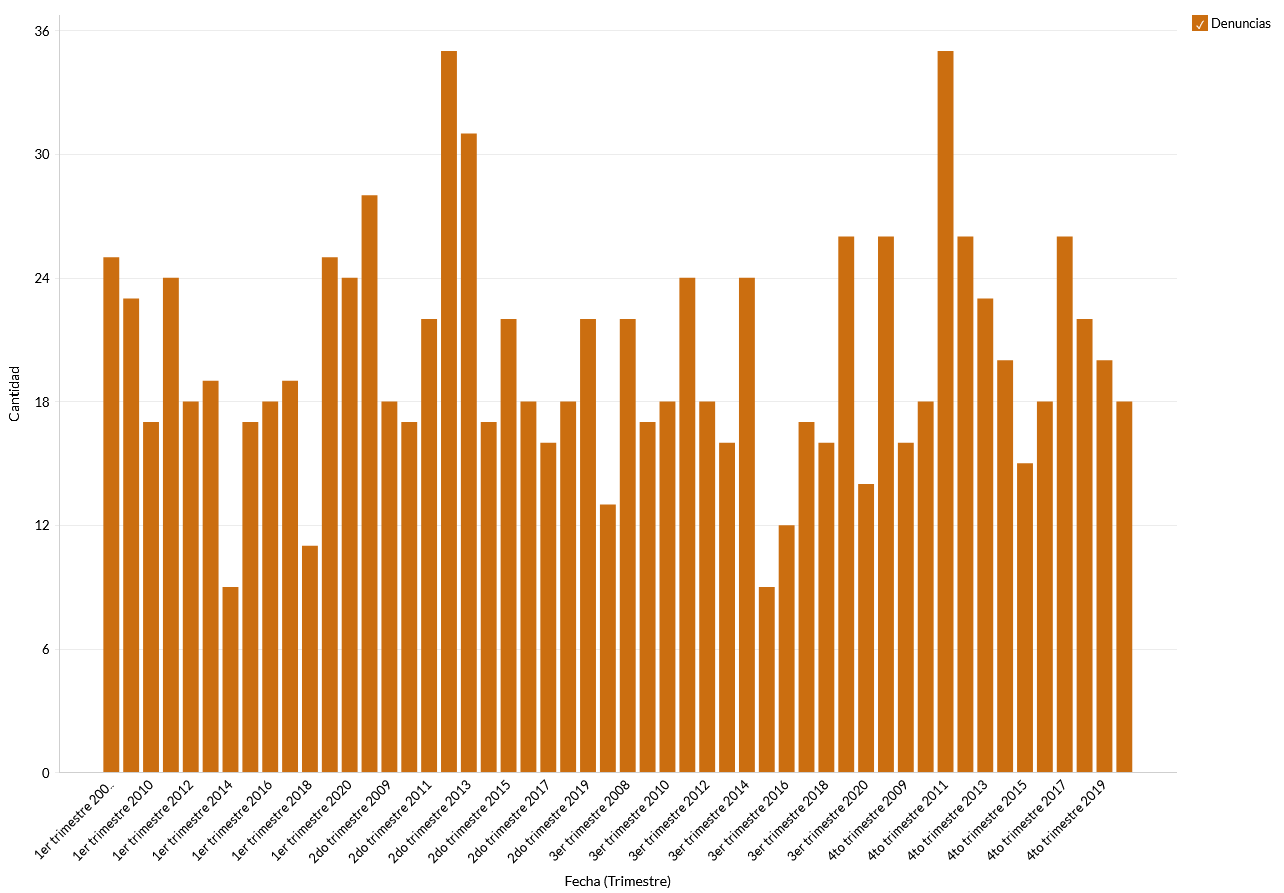 36
30
24
18
12
6
0
Cantidad
Denuncias
1er trimestre 200..
1er trimestre 2010
1er trimestre 2012
1er trimestre 2014
1er trimestre 2016
1er trimestre 2018
1er trimestre 2020
2do trimestre 2009
2do trimestre 2011
2do trimestre 2013
2do trimestre 2015
2do trimestre 2017
2do trimestre 2019
3er trimestre 2008
3er trimestre 2010
3er trimestre 2012
3er trimestre 2014
3er trimestre 2016
3er trimestre 2018
3er trimestre 2020
4to trimestre 2009
4to trimestre 2011
4to trimestre 2013
4to trimestre 2015
4to trimestre 2017
4to trimestre 2019
Fecha (Trimestre)